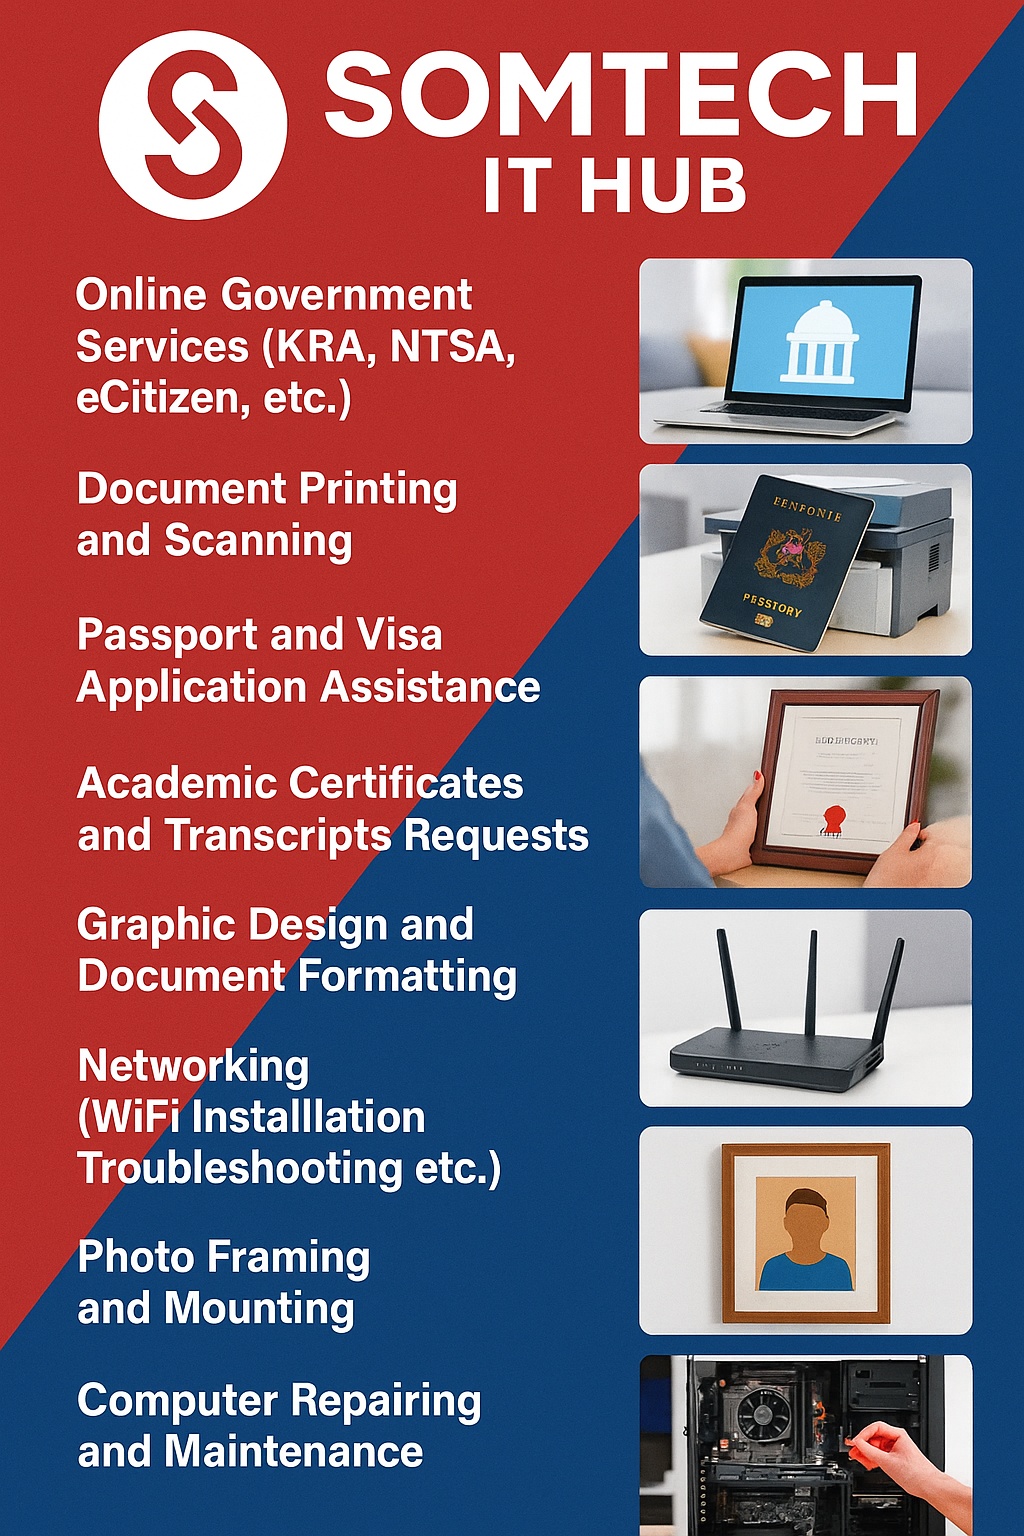 SOMTECH
IT HUB
Online Government
Services (KRA, NTSA,
eCitizen, etc.)
Document Printing
and Scanning
EENFONIE
PESSTORY
Passport and Visa
Application Assistance
Academic Certificates
and Transcripts Requests
Graphic Design and
Document Formatting
Networking
(WiFi Installlation
Troubleshooting etc.)
Photo Framing
and Mounting
Computer Repairing
and Maintenance